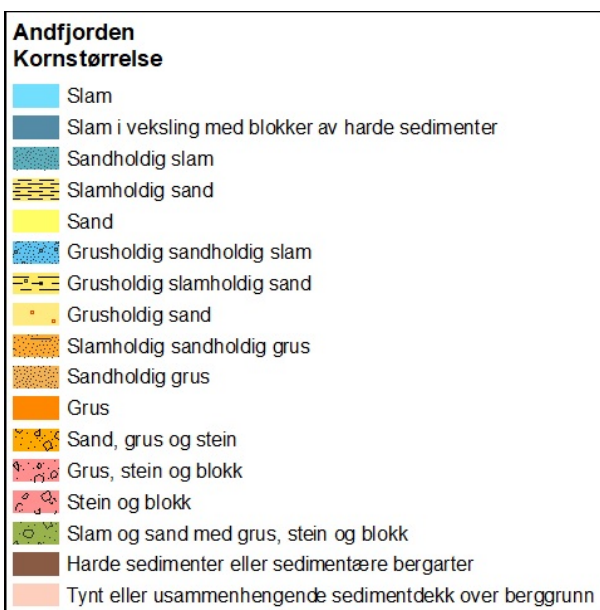 Andfjorden
Kornstørrelse
Slam
Slam i veksling med blokker av harde sedimenter
Sandholdig slam
Slamholdig sand
Sand
Grusholdig sandholdig slam
Grusholdig slamholdig sand
Grusholdig sand
Slamholdig sandholdig grus
Sandholdig grus
Grus
Sand, grus og stein
Grus, stein og blokk
Stein og blokk
Slam og sand med grus, stein og blokk
Harde sedimenter eller sedimentære bergarter
Tynt eller usammenhengende sedimentdekk over berggrunn